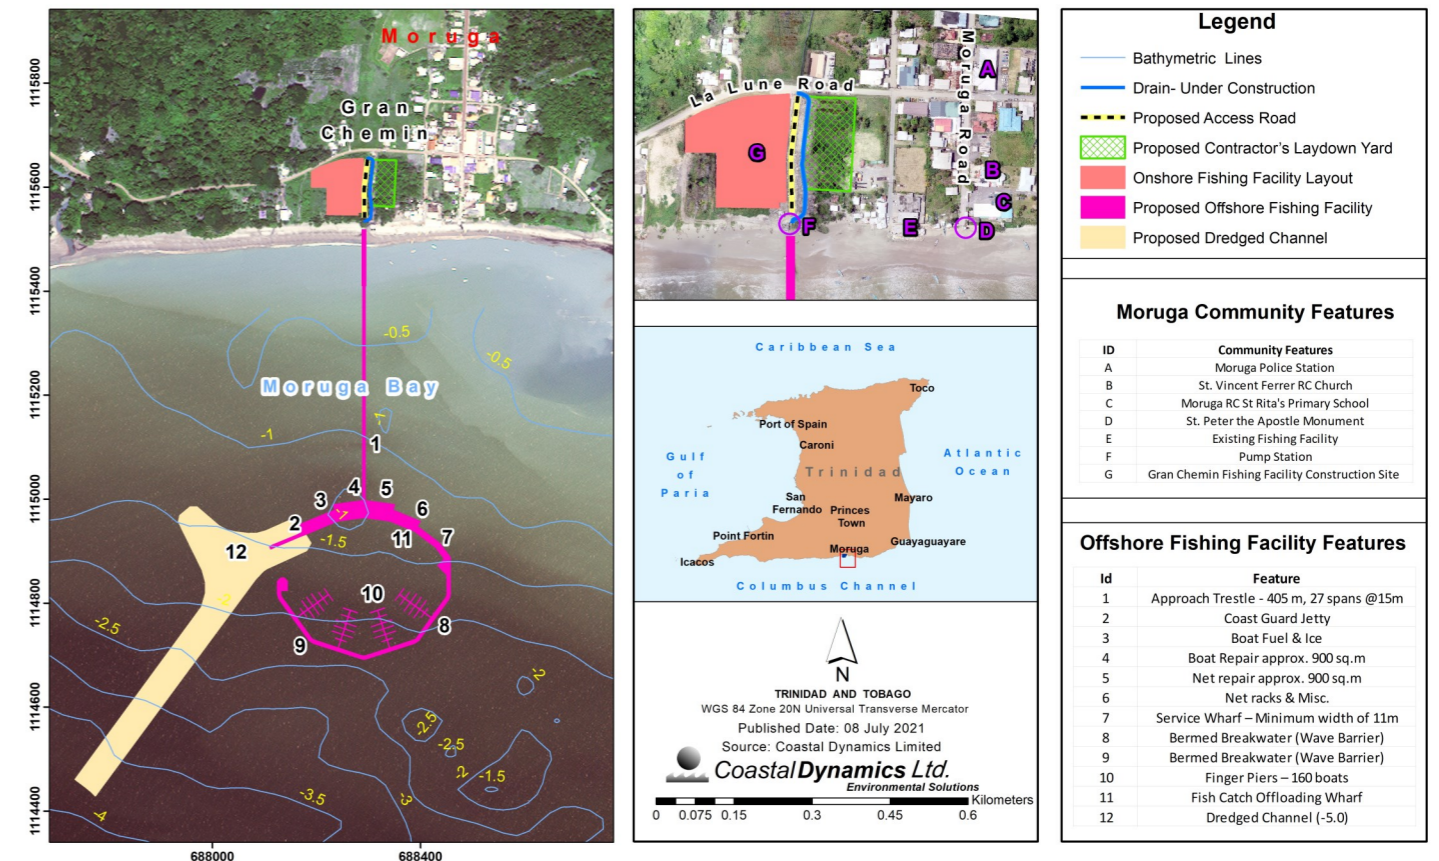 Moruga
Gran
Chemin
Moruga Bay
-0.5
-0.5
-1
-1
-1
-1.5
-2
-2.5
-2
-2.5
-2.5
-2
-1.5
-3
-3.5
-4
1
2
3
4
5
6
7
8
9
10
11
12
1115800
1115600
1115400
1115200
1115000
1114800
1114600
1114400
688000
688400
La Lune Road
Moruga Road
A
B
C
D
E
F
G
Caribbean Sea
Toco
Port of Spain
Caroni
Gulf
of
Paria
Atlantic
Ocean
Trinidad
San
Fernando
Mayaro
Princes
Town
Point Fortin
Moruga
Guayaguayare
Icacos
Columbus Channel
N
TRINIDAD AND TOBAGO
WGS 84 Zone 20N Universal Transverse Mercator
Published Date: 08 July 2021
Source: Coastal Dynamics Limited
CoastalDynamics Ltd.
Environmental Solutions
Kilometers
0 0.075 0.15 0.3 0.45 0.6
Legend
Bathymetric Lines
Drain- Under Construction
Proposed Access Road
Proposed Contractor's Laydown Yard
Onshore Fishing Facility Layout
Proposed Offshore Fishing Facility
Proposed Dredged Channel
Moruga Community Features
ID Community Features
A Moruga Police Station
B St. Vincent Ferrer RC Church
C Moruga RC St Rita's Primary School
D St. Peter the Apostle Monument
E Existing Fishing Facility
F Pump Station
G Gran Chemin Fishing Facility Construction Site
Offshore Fishing Facility Features
Id Feature
1 Approach Trestle - 405 m, 27 spans @15m
2 Coast Guard Jetty
3 Boat Fuel & Ice
4 Boat Repair approx. 900 sq.m
5 Net repair approx. 900 sq.m
6 Net racks & Misc.
7 Service Wharf – Minimum width of 11m
8 Bermed Breakwater (Wave Barrier)
9 Bermed Breakwater (Wave Barrier)
10 Finger Piers – 160 boats
11 Fish Catch Offloading Wharf
12 Dredged Channel (-5.0)